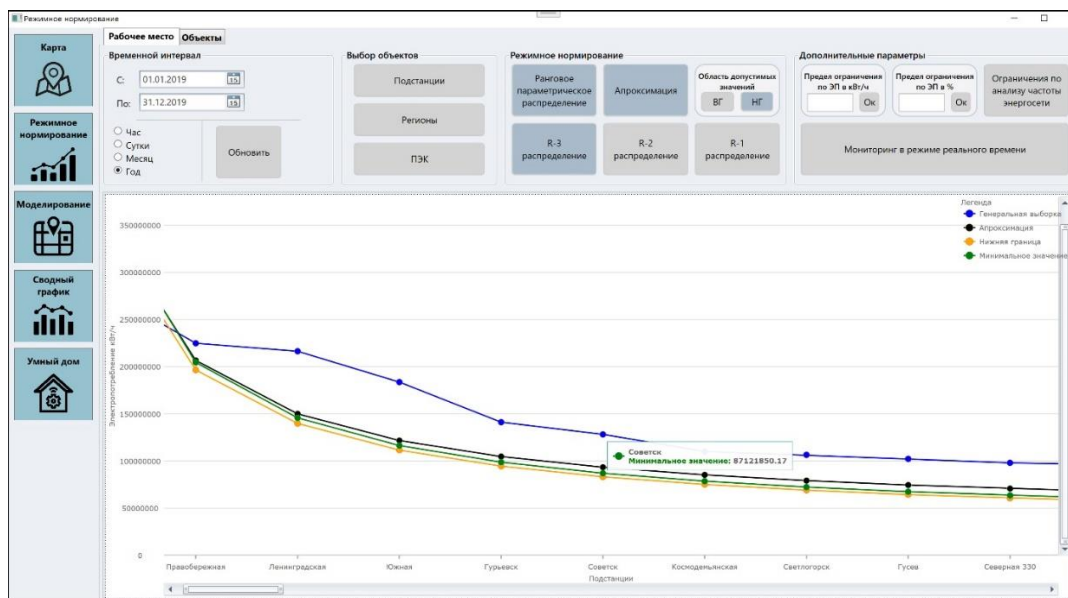 Режимное нормирование
Карта
Режимное
нормирование
Моделирование
Сводный
график
Умный дом
Рабочее место
Объекты
Временной интервал
С: 01.01.2019 15
По: 31.12.2019 15
Час
Сутки
Месяц
Год
Обновить
Выбор объектов
Подстанции
Регионы
ПЭК
Режимное нормирование
Ранговое
параметрическое
распределение
Апроксимация
Область допустимых
значений
ВГ НГ
R-3
распределение
R-2
распределение
R-1
распределение
Дополнительные параметры
Предел ограничения
по ЭП в кВт/ч
Ок
Предел ограничения
по ЭП в %
Ок
Ограничения по
анализу частоты
энергосети
Мониторинг в режиме реального времени
Легенда
Генеральная выборка
Апроксимация
Нижняя граница
Минимальное значение
Электропотребление кВт/ч
350000000
300000000
250000000
200000000
150000000
100000000
50000000
0
Советск
Минимальное значение: 87121850.17
Правобережная
Ленинградская
Южная
Гурьевск
Советск
Космодемьянская
Светлогорск
Гусев
Северная 330
Подстанции